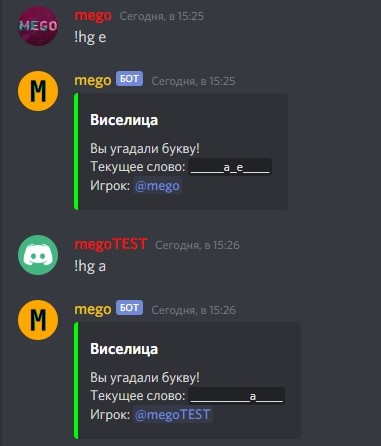 MEGO
mego Сегодня, в 15:25
!hg е
M
mego БОТ Сегодня, в 15:25
Виселица
Вы угадали букву!
Текущее слово: _____а_е____
Игрок: @mego
megoTEST Сегодня, в 15:26
!hg а
M
mego БОТ Сегодня, в 15:26
Виселица
Вы угадали букву!
Текущее слово: ___________а____
Игрок: @megoTEST